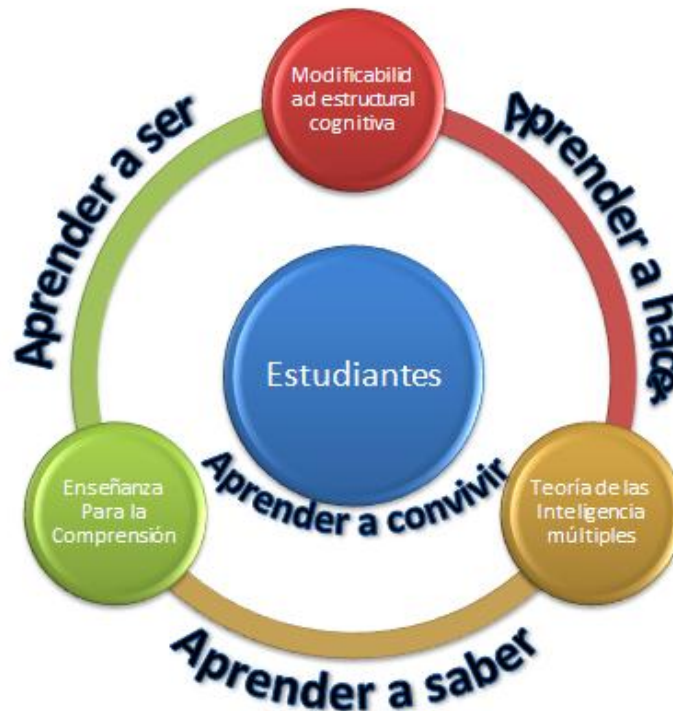 Modificabilid
ad estructural
cognitiva
Aprender a ser
Aprender a hacer
Estudiantes
Aprender a convivir
Enseñanza
Para la
Comprensión
Teoría de las
Inteligencia
múltiples
Aprender a saber